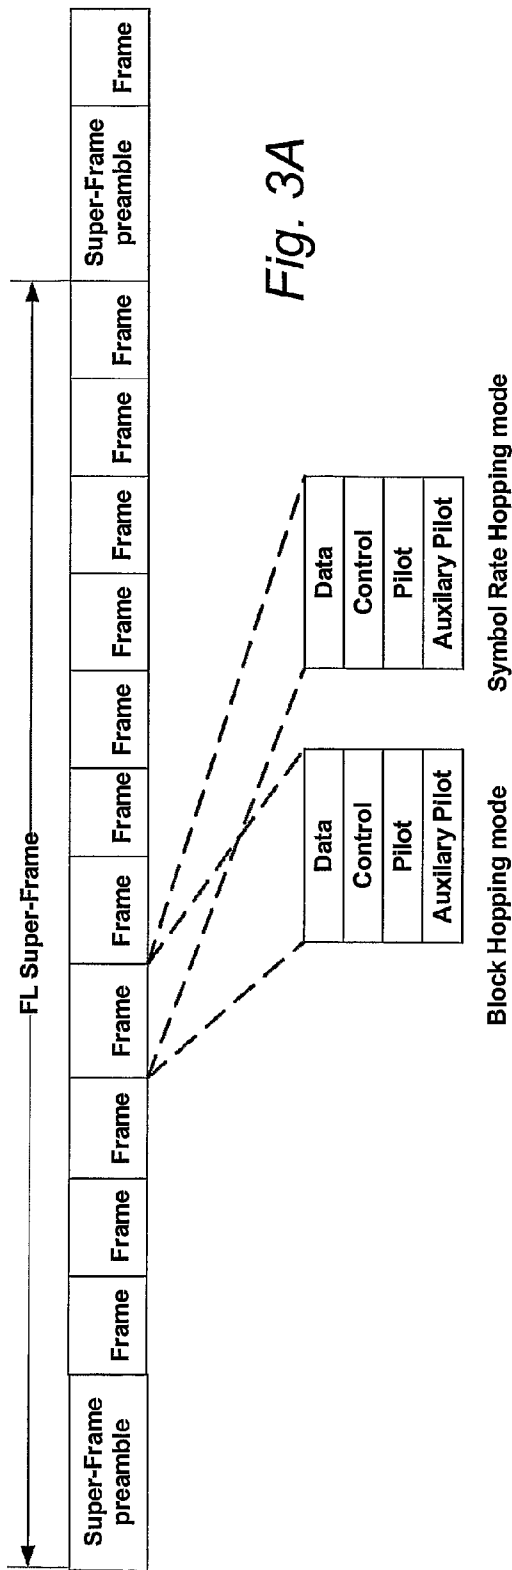 FL Super-Frame
Super-Frame
preamble
Frame
Frame
Frame
Frame
Frame
Frame
Frame
Frame
Frame
Frame
Frame
Super-Frame
preamble
Frame
Data
Control
Pilot
Auxilary Pilot
Block Hopping mode
Data
Control
Pilot
Auxilary Pilot
Symbol Rate Hopping mode
Fig. 3A